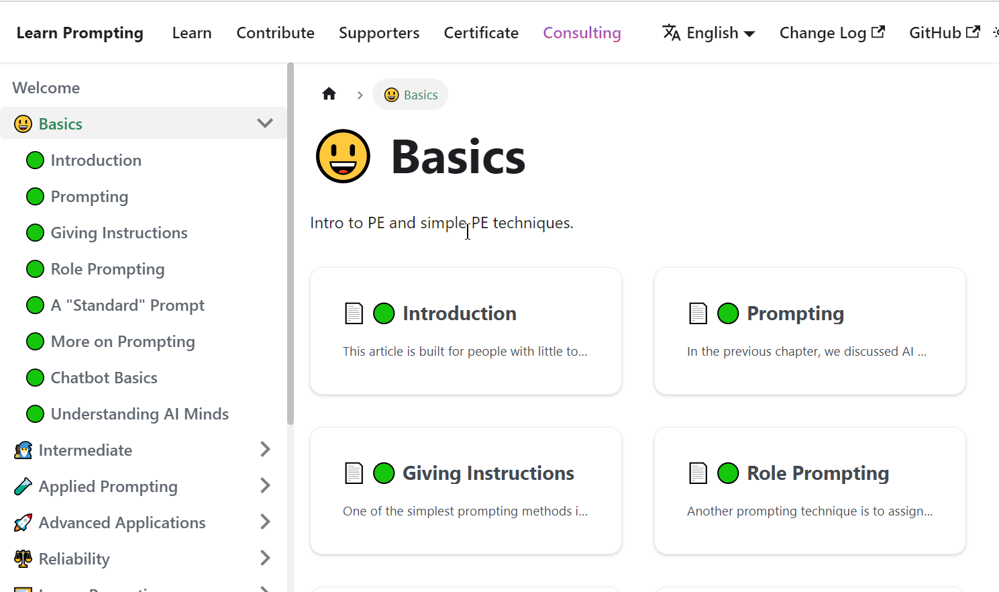 Learn Prompting Learn Contribute Supporters Certificate Consulting English Change Log GitHub
Welcome
Basics
Introduction
Prompting
Giving Instructions
Role Prompting
A "Standard" Prompt
More on Prompting
Chatbot Basics
Understanding AI Minds
Intermediate
Applied Prompting
Advanced Applications
Reliability
Basics
Basics
Intro to PE and simple PE techniques.
Introduction
This article is built for people with little to...
Prompting
In the previous chapter, we discussed AI ...
Giving Instructions
One of the simplest prompting methods i...
Role Prompting
Another prompting technique is to assign...